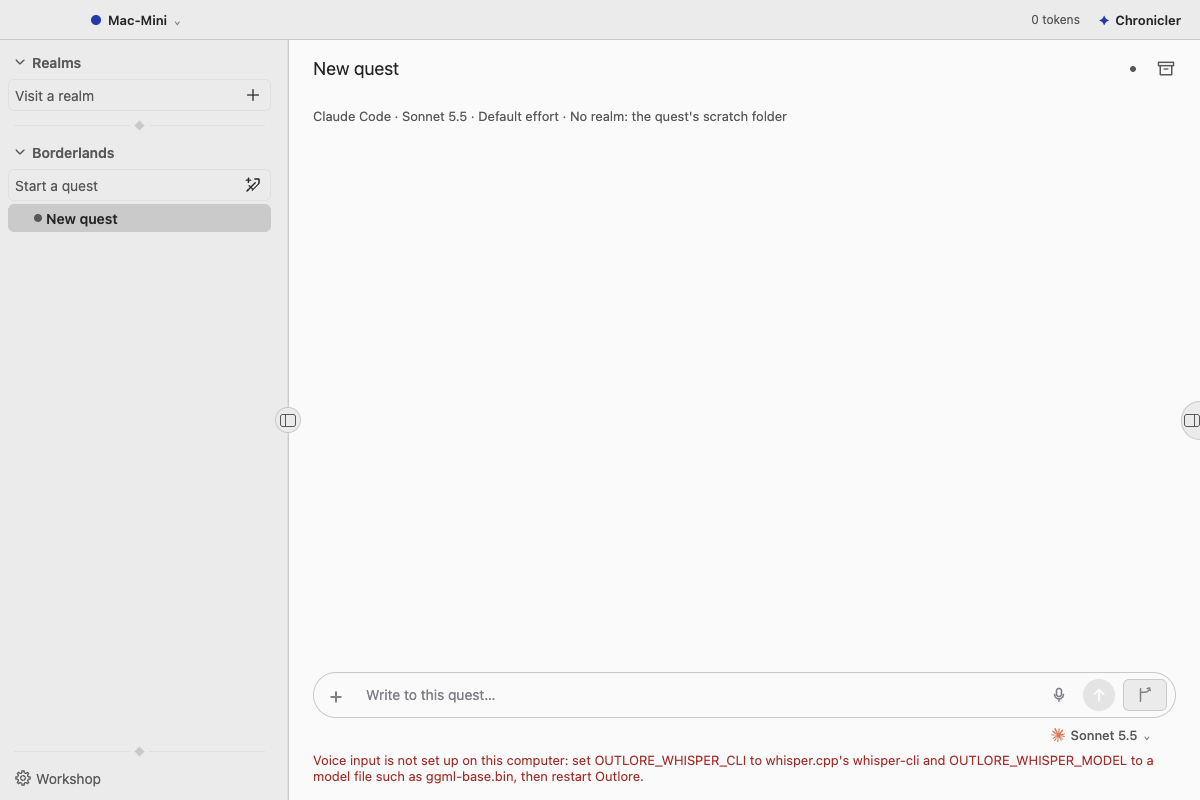 Mac-Mini
0 tokens
Chronicler
Realms
Visit a realm
Borderlands
Start a quest
New quest
New quest
Claude Code · Sonnet 5.5 · Default effort · No realm: the quest's scratch folder
Write to this quest...
Sonnet 5.5
Voice input is not set up on this computer: set OUTLORE_WHISPER_CLI to whisper.cpp's whisper-cli and OUTLORE_WHISPER_MODEL to a
model file such as ggml-base.bin, then restart Outlore.
Workshop